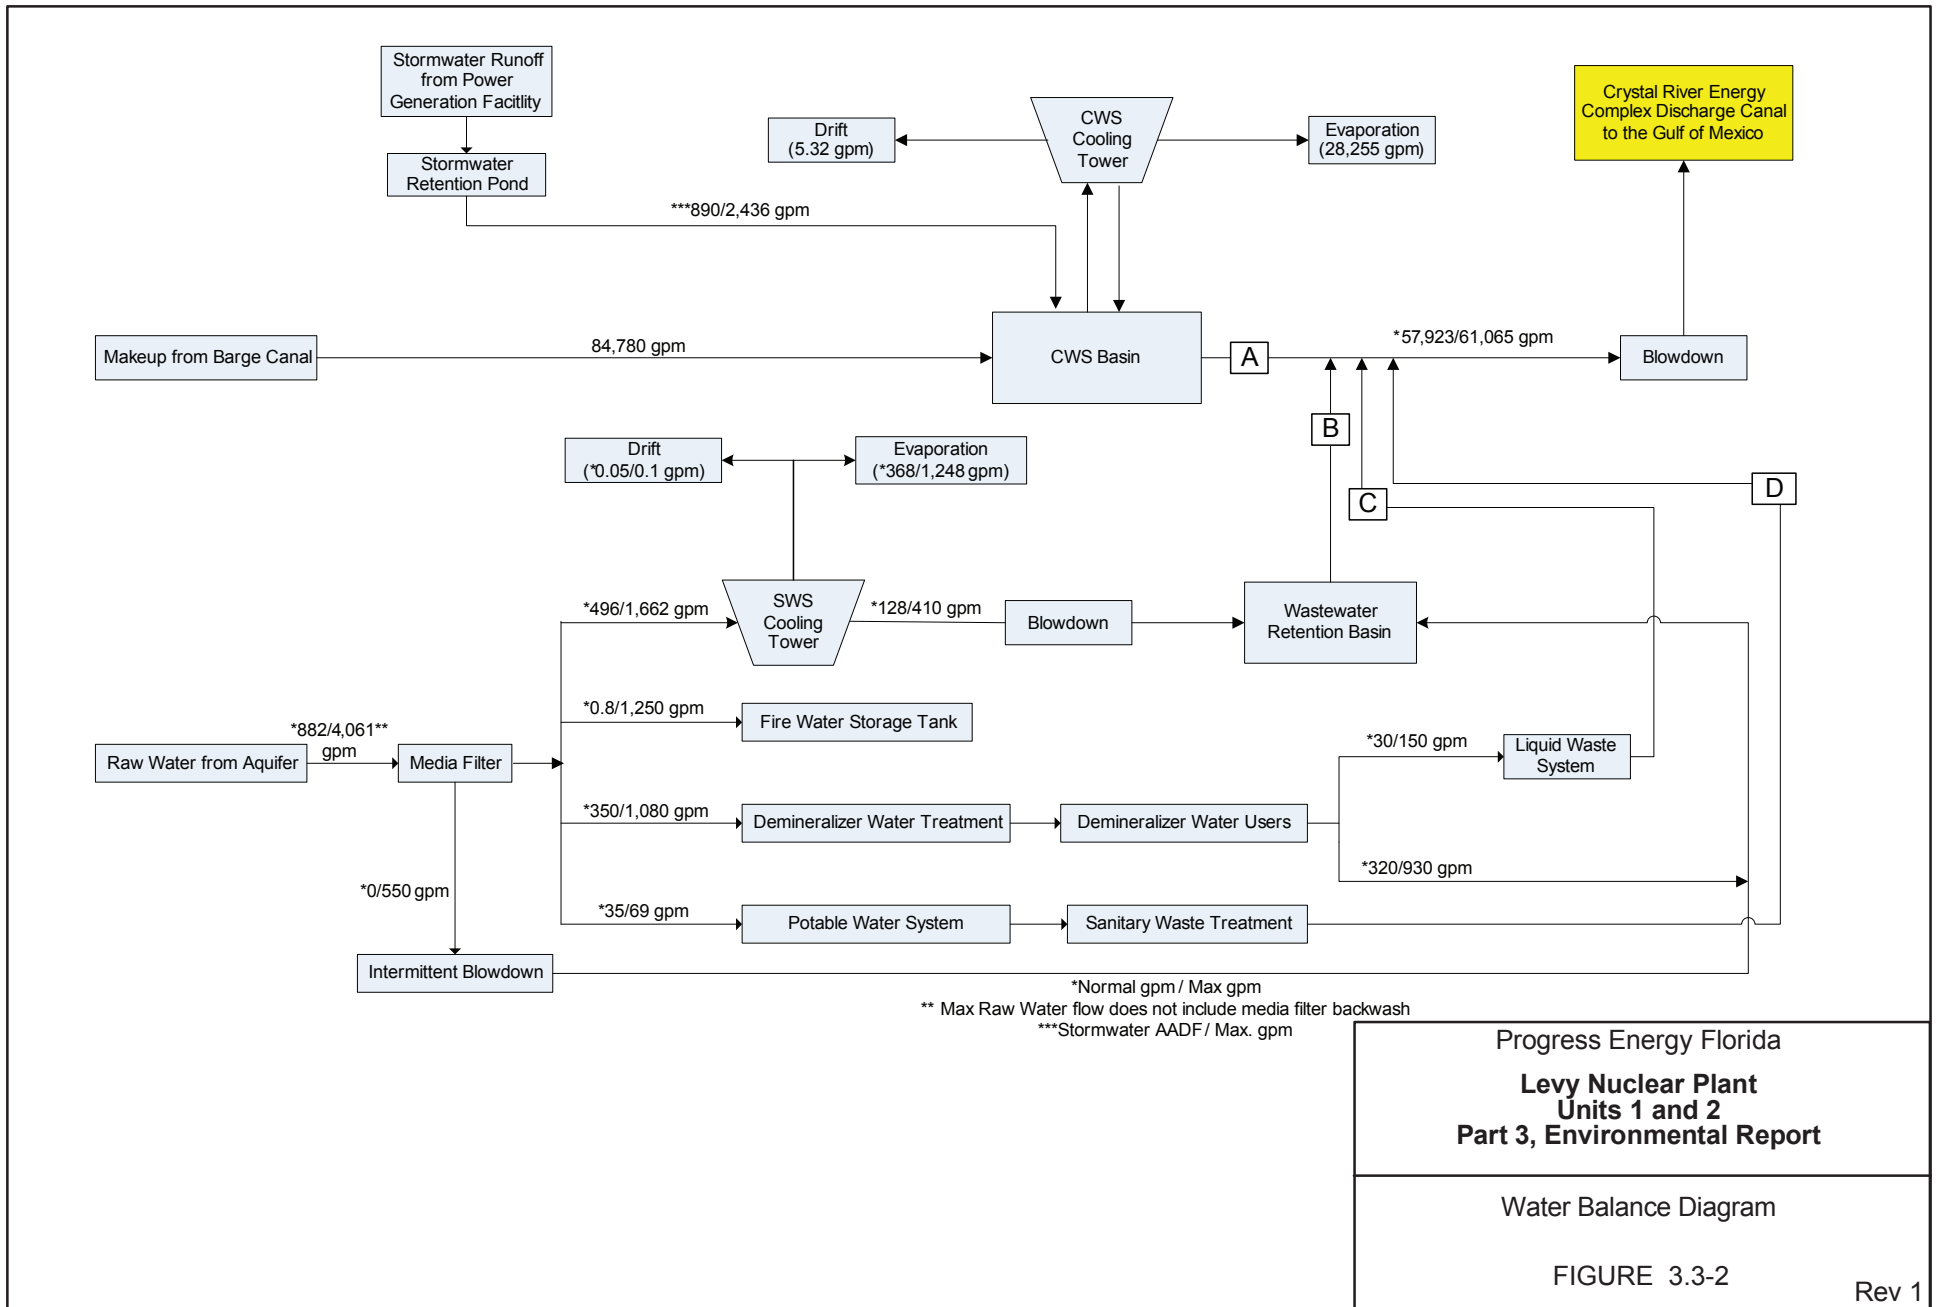 Stormwater Runoff
from Power
Generation Facitlity
Stormwater
Retention Pond
***890/2,436 gpm
Drift
(5.32 gpm)
CWS
Cooling
Tower
Evaporation
(28,255 gpm)
Crystal River Energy
Complex Discharge Canal
to the Gulf of Mexico
Makeup from Barge Canal
84,780 gpm
CWS Basin
A
*57,923/61,065 gpm
Blowdown
B
C
D
Drift
(*0.05/0.1 gpm)
Evaporation
(*368/1,248 gpm)
*496/1,662 gpm
SWS
Cooling
Tower
*128/410 gpm
Blowdown
Wastewater
Retention Basin
*0.8/1,250 gpm
Fire Water Storage Tank
Raw Water from Aquifer
*882/4,061**
gpm
Media Filter
*30/150 gpm
Liquid Waste
System
*350/1,080 gpm
Demineralizer Water Treatment
Demineralizer Water Users
*320/930 gpm
*0/550 gpm
*35/69 gpm
Potable Water System
Sanitary Waste Treatment
Intermittent Blowdown
*Normal gpm / Max gpm
** Max Raw Water flow does not include media filter backwash
***Stormwater AADF / Max. gpm
Progress Energy Florida
Levy Nuclear Plant
Units 1 and 2
Part 3, Environmental Report
Water Balance Diagram
FIGURE 3.3-2
Rev 1